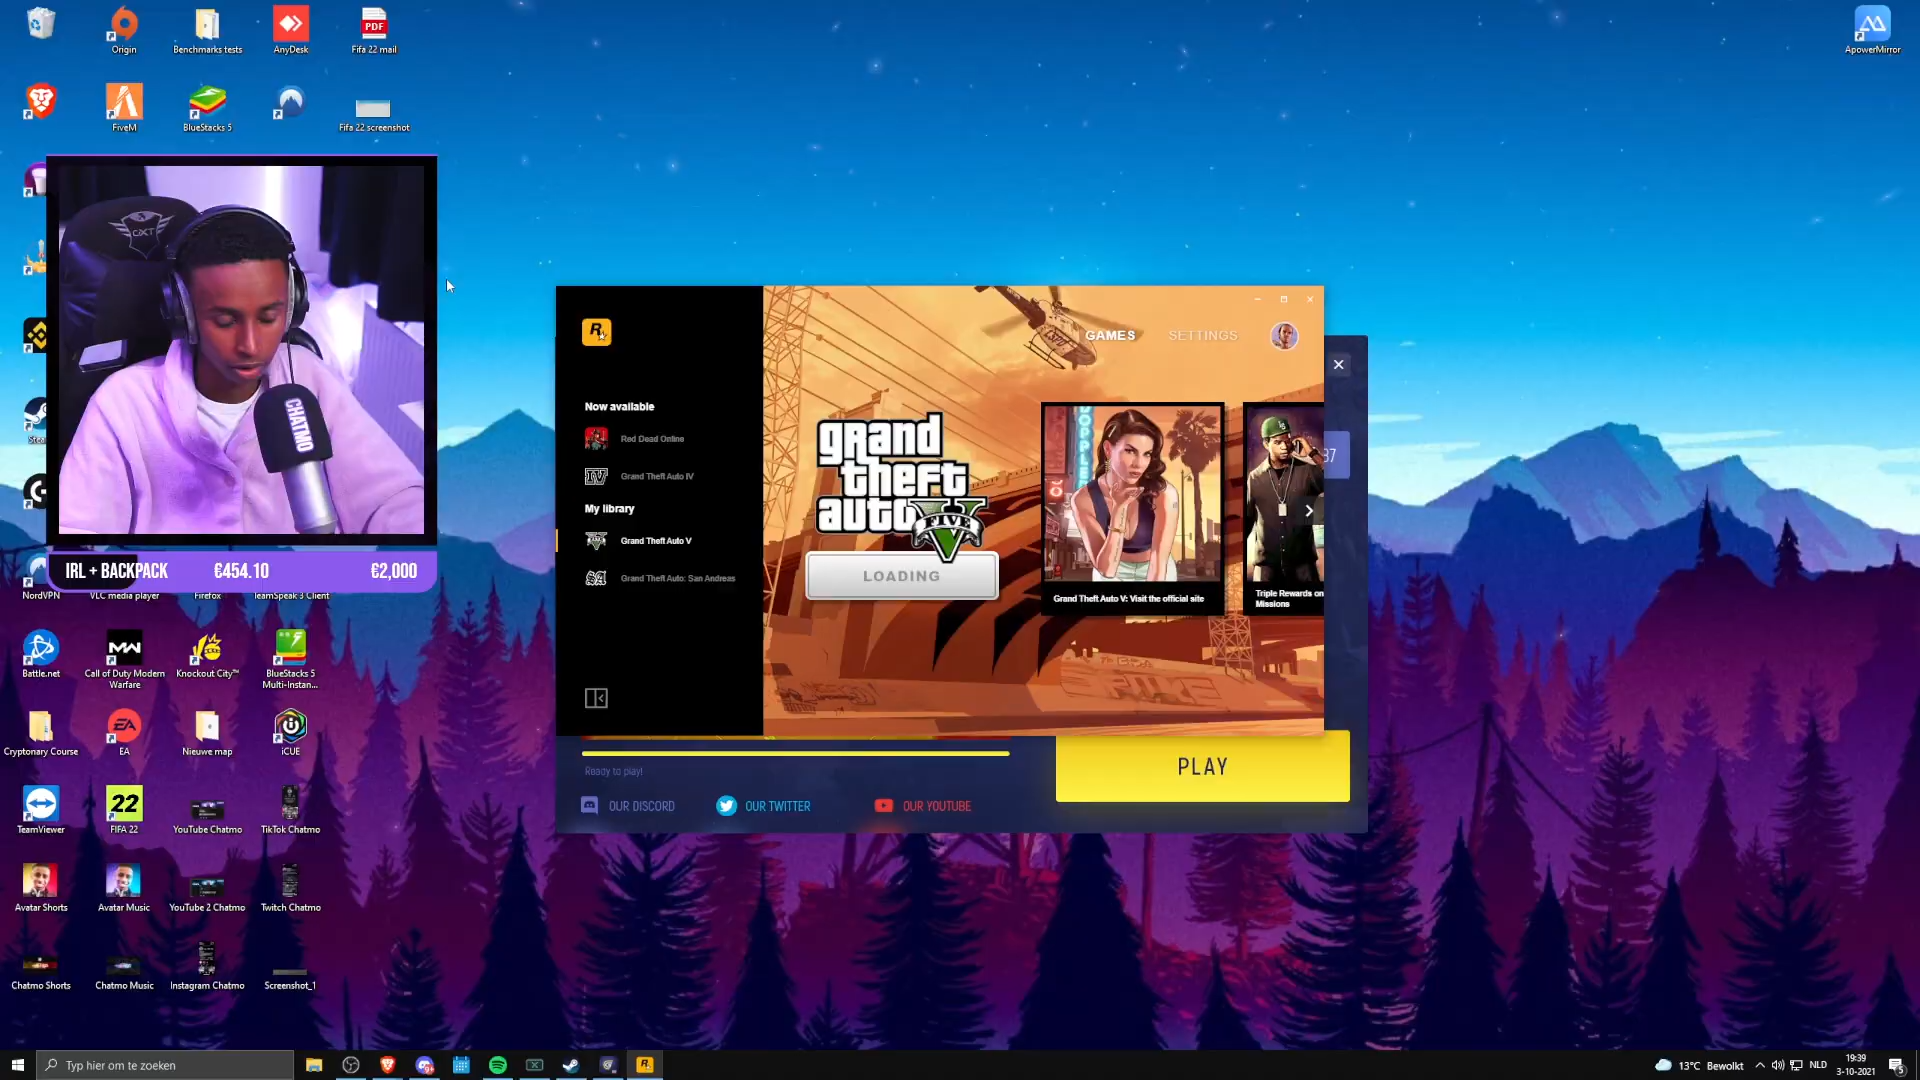 Origin
Benchmarks tests
AnyDesk
PDF
Fifa 22 mail
ApowerMirror
FiveM
BlueStacks 5
Fifa 22 screenshot
CHATMO
IRL + BACKPACK €454.10 €2,000
GAMES
SETTINGS
Now available
Red Dead Online
Grand Theft Auto IV
My library
Grand Theft Auto V
Grand Theft Auto: San Andreas
grand
theft
auto
FIVE
LOADING
Grand Theft Auto V: Visit the official site
Triple Rewards on
Missions
37
Ready to play!
PLAY
OUR DISCORD
OUR TWITTER
OUR YOUTUBE
NordVPN
VLC media player
Firefox
TeamSpeak 3 Client
Battle.net
Call of Duty Modern
Warfare
Knockout City™
BlueStacks 5
Multi-Instan...
Cryptonary Course
EA
Nieuwe map
iCUE
TeamViewer
22
FIFA 22
YouTube Chatmo
TikTok Chatmo
Avatar Shorts
Avatar Music
YouTube 2 Chatmo
Twitch Chatmo
Chatmo Shorts
Chatmo Music
Instagram Chatmo
Screenshot_1
Typ hier om te zoeken
13°C Bewolkt
NLD
19:39
3-10-2021